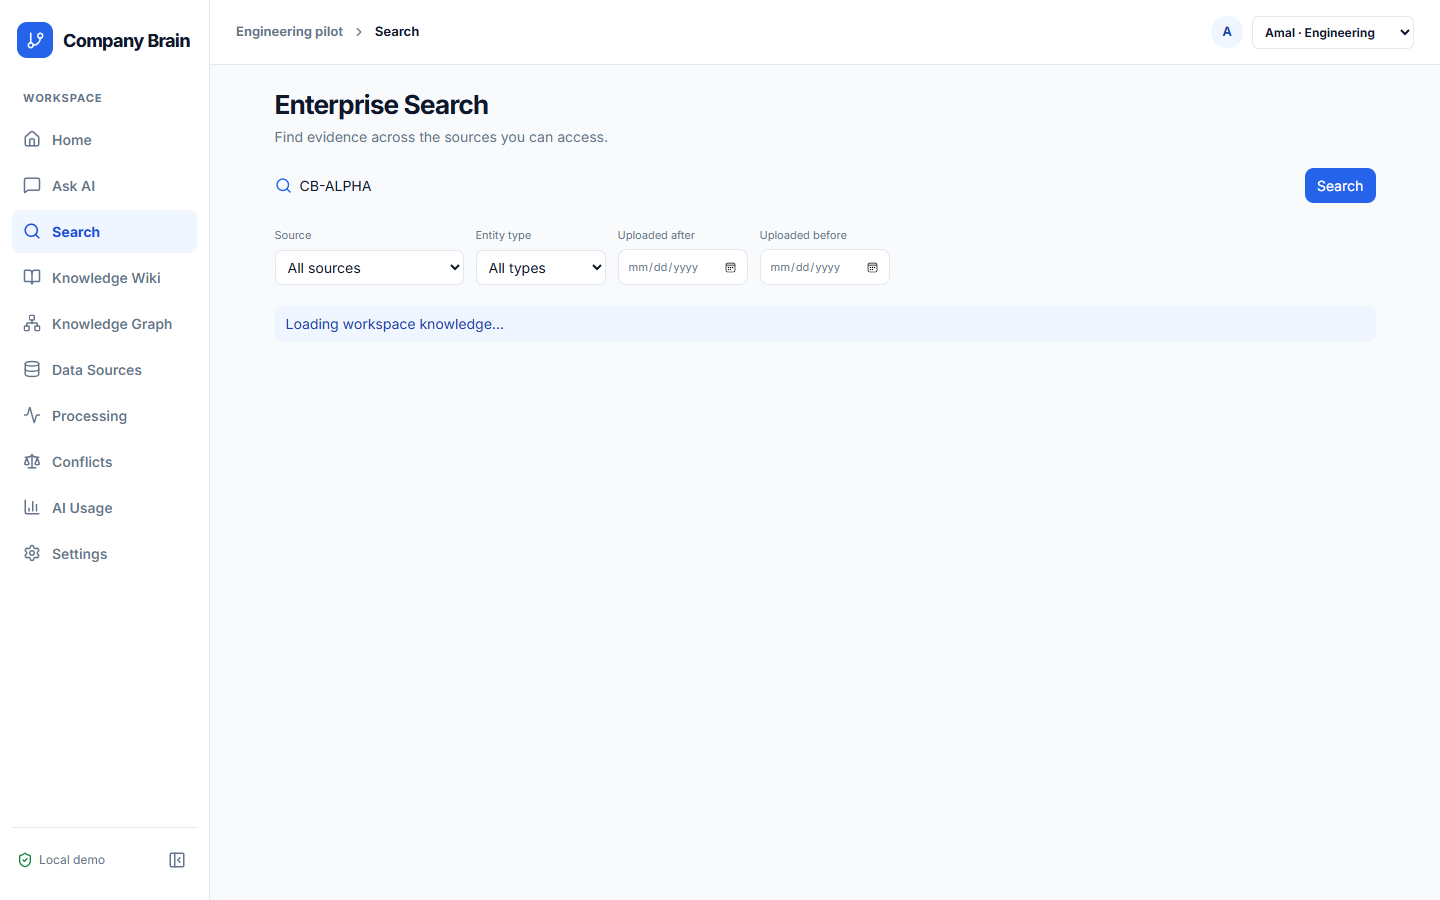 Company Brain
WORKSPACE
Home
Ask AI
Search
Knowledge Wiki
Knowledge Graph
Data Sources
Processing
Conflicts
AI Usage
Settings
Local demo
Engineering pilot > Search
A
Amal · Engineering
Enterprise Search
Find evidence across the sources you can access.
CB-ALPHA
Search
Source
Entity type
Uploaded after
Uploaded before
All sources
All types
mm/dd/yyyy
mm/dd/yyyy
Loading workspace knowledge...